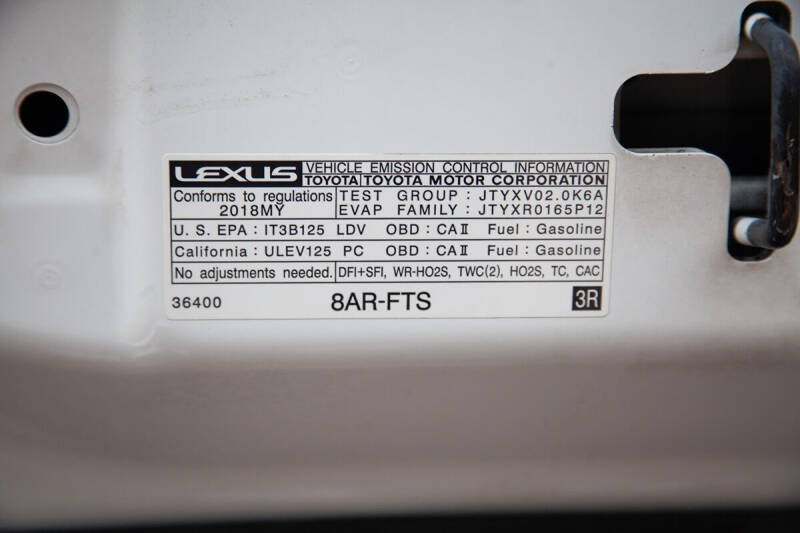 LEXUS VEHICLE EMISSION CONTROL INFORMATION
TOYOTA TOYOTA MOTOR CORPORATION
Conforms to regulations TEST GROUP : JTYXV02.0K6A
2018MY EVAP FAMILY : JTYXR0165P12
U. S. EPA : IT3B125 LDV OBD : CAⅡ Fuel : Gasoline
California : ULEV125 PC OBD : CAⅡ Fuel : Gasoline
No adjustments needed. DFI+SFI, WR-HO2S, TWC(2), HO2S, TC, CAC
36400 8AR-FTS 3R